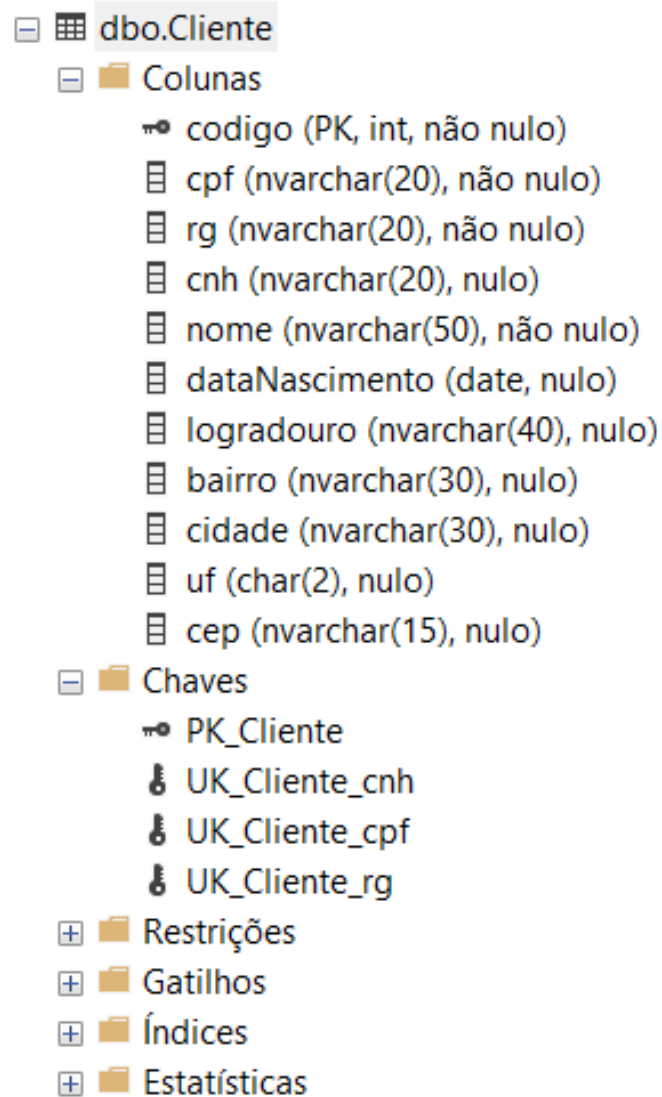 dbo.Cliente
Colunas
codigo (PK, int, não nulo)
cpf (nvarchar(20), não nulo)
rg (nvarchar(20), não nulo)
cnh (nvarchar(20), nulo)
nome (nvarchar(50), não nulo)
dataNascimento (date, nulo)
logradouro (nvarchar(40), nulo)
bairro (nvarchar(30), nulo)
cidade (nvarchar(30), nulo)
uf (char(2), nulo)
cep (nvarchar(15), nulo)
Chaves
PK_Cliente
UK_Cliente_cnh
UK_Cliente_cpf
UK_Cliente_rg
Restrições
Gatilhos
Índices
Estatísticas